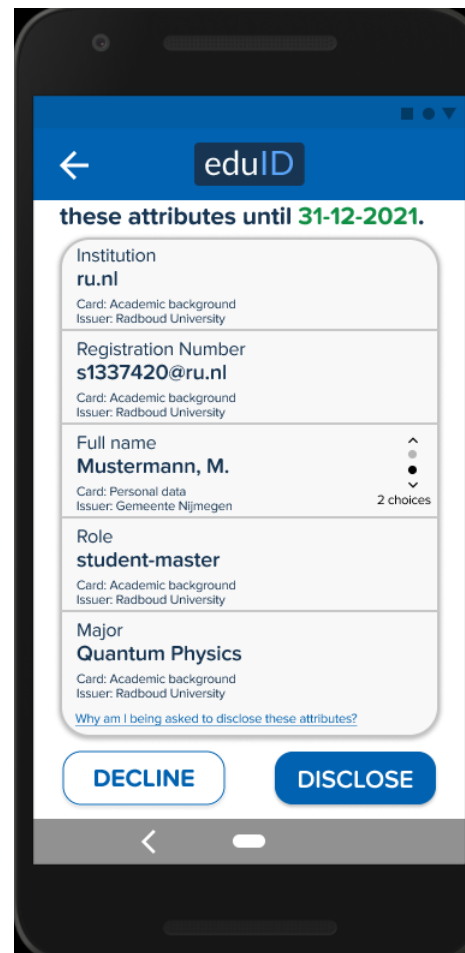 eduID
these attributes until 31-12-2021.
Institution
ru.nl
Card: Academic background
Issuer: Radboud University
Registration Number
s1337420@ru.nl
Card: Academic background
Issuer: Radboud University
Full name
Mustermann, M.
Card: Personal data
Issuer: Gemeente Nijmegen
2 choices
Role
student-master
Card: Academic background
Issuer: Radboud University
Major
Quantum Physics
Card: Academic background
Issuer: Radboud University
Why am I being asked to disclose these attributes?
DECLINE
DISCLOSE